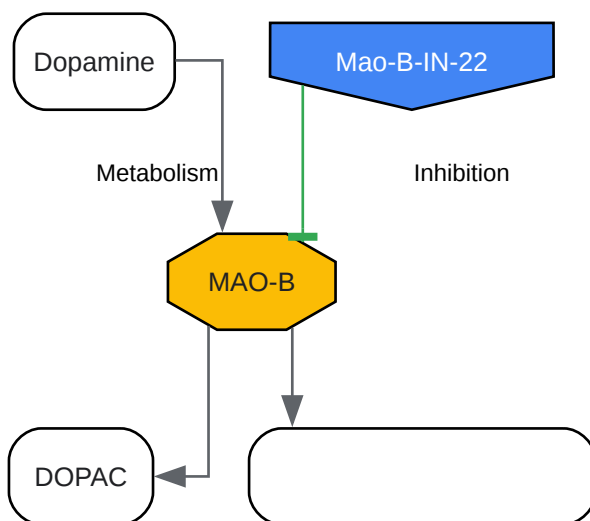 Dopamine
Mao-B-IN-22
Metabolism
Inhibition
MAO-B
DOPAC